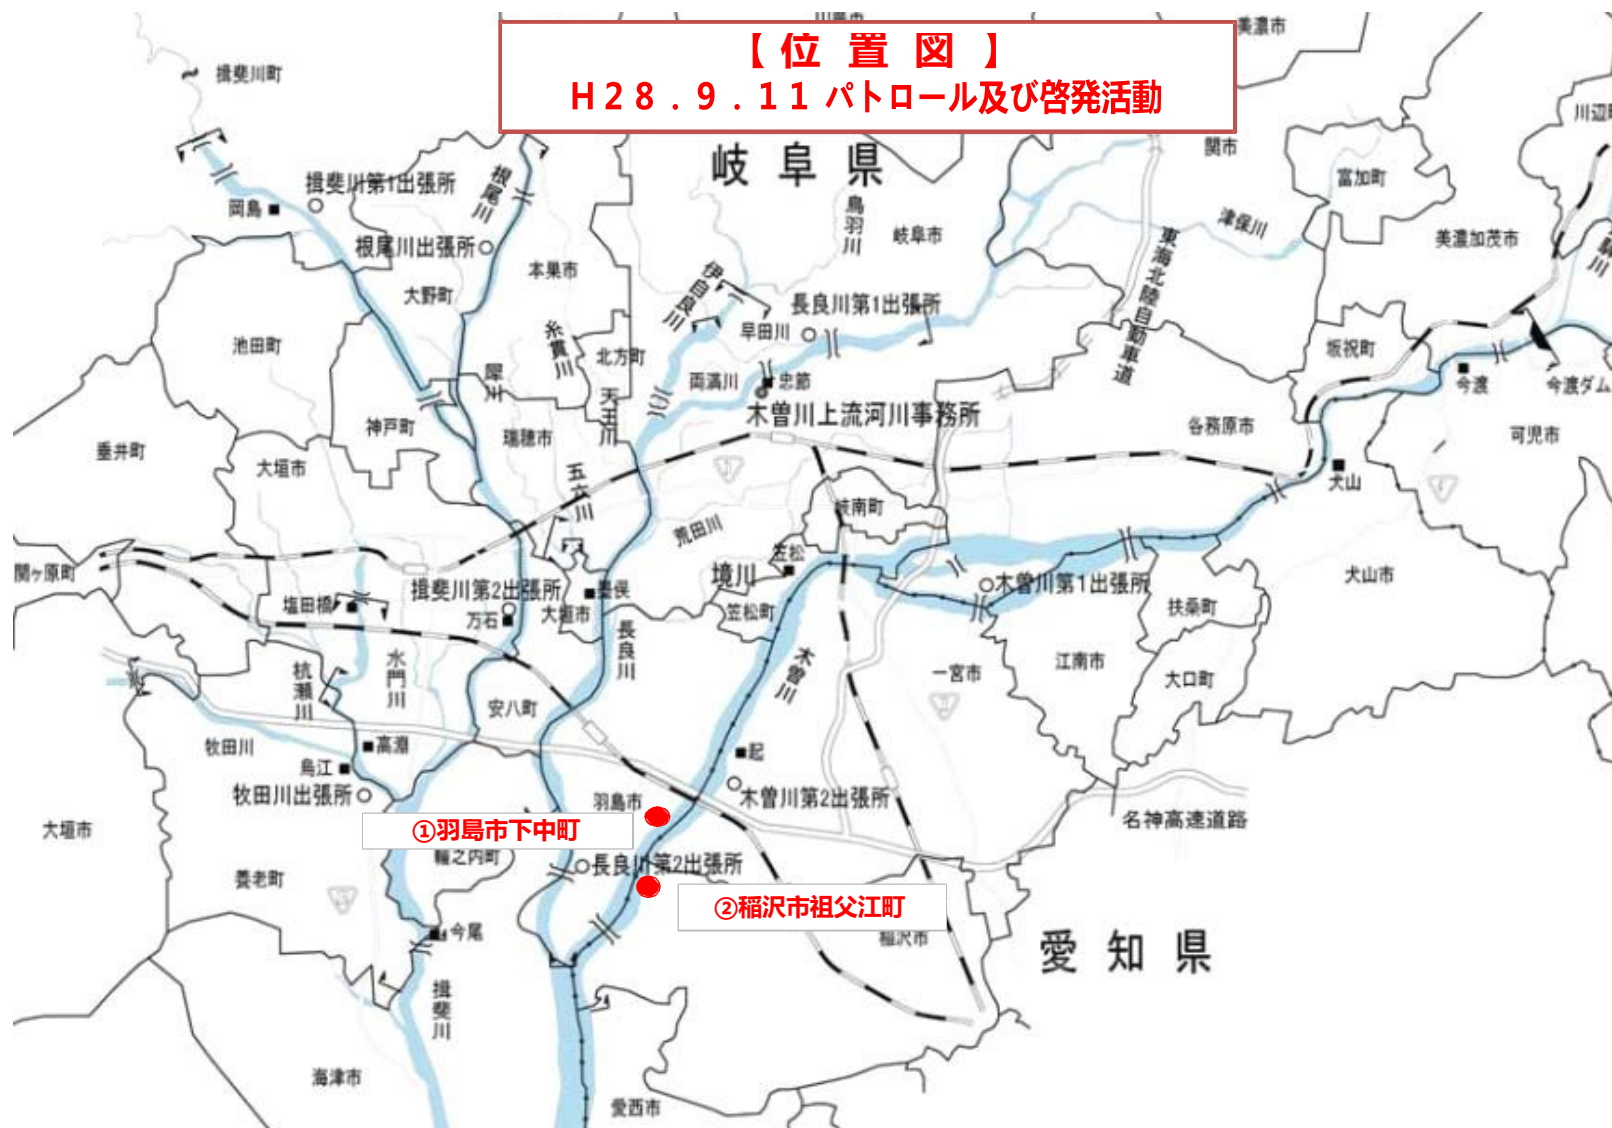 【 位 置 図 】
H28.9.11 パトロール及び啓発活動
美濃市
揖斐川町
川辺町
関市
岐 阜 県
富加町
揖斐川第1出張所
根尾川
岡島
鳥羽川
津保川
岐阜市
東海北陸自動車道
美濃加茂市
根尾川出張所
本巣市
伊自良川
大野町
長良川第1出張所
早田川
糸貫川
池田町
北方町
坂祝町
両満川
忠節
今渡
今渡ダム
天王川
木曽川上流河川事務所
神戸町
瑞穂市
各務原市
可児市
垂井町
大垣市
五六川
犬山
岐南町
荒田川
笠松
境川
関ヶ原町
揖斐川第2出張所
木曽川第1出張所
犬山市
塩田橋
墨俣
万石
大垣市
笠松町
扶桑町
長良川
水門川
杭瀬川
木曽川
一宮市
江南市
大口町
安八町
牧田川
高淵
烏江
起
牧田川出張所
羽島市
木曽川第2出張所
大垣市
名神高速道路
①羽島市下中町
輪之内町
長良川第2出張所
養老町
②稲沢市祖父江町
今尾
稲沢市
愛 知 県
揖斐川
海津市
愛西市